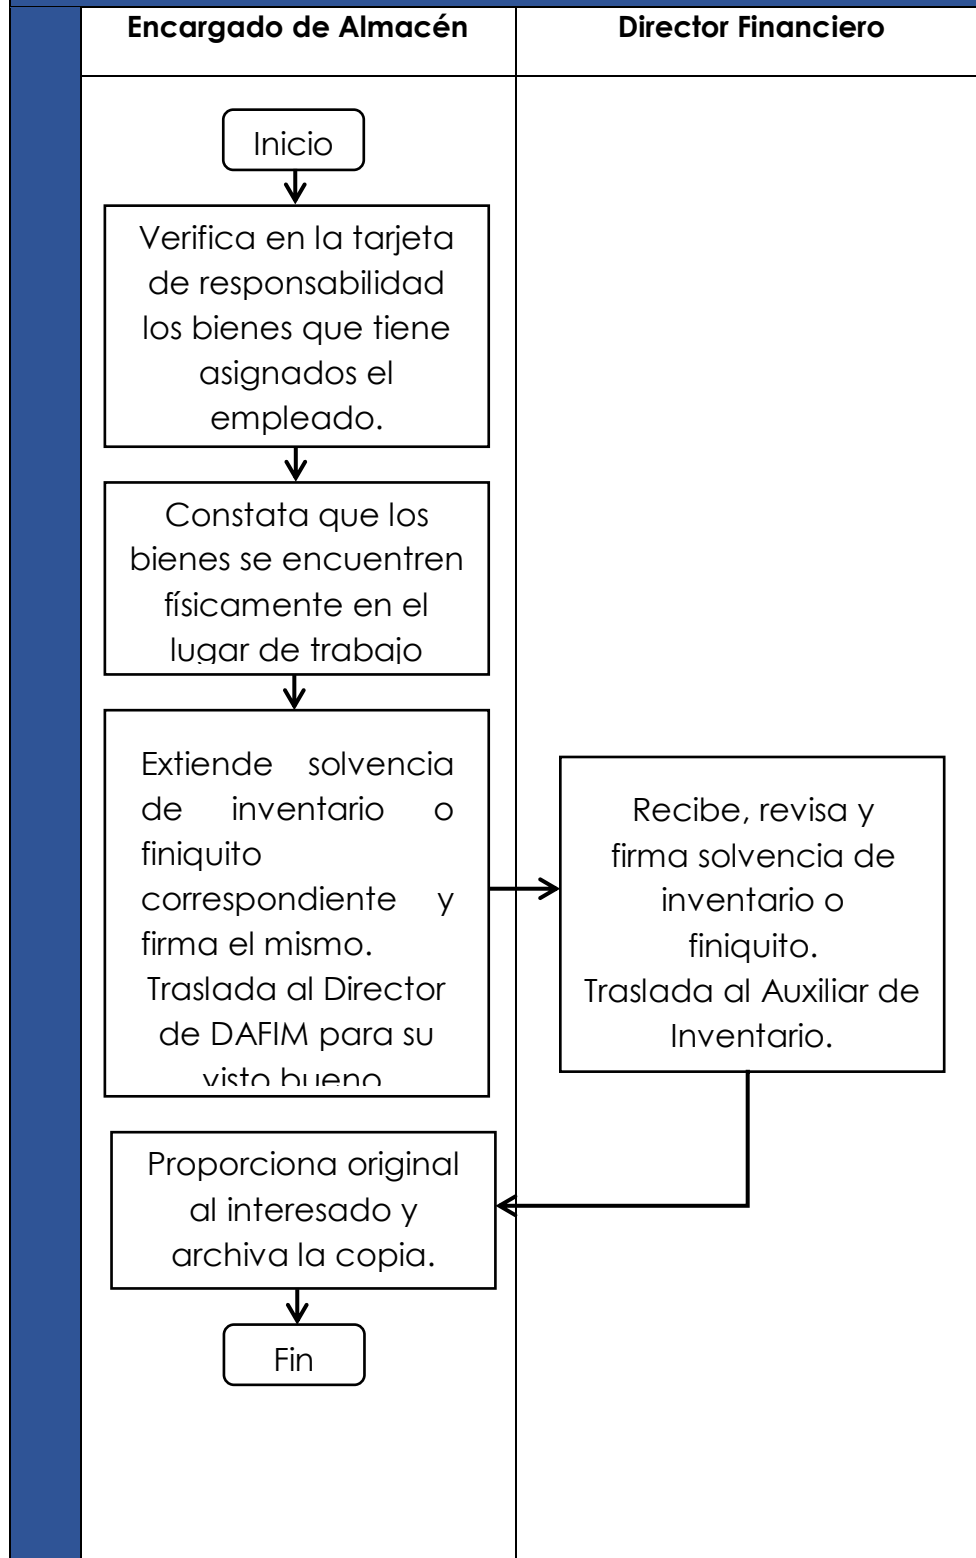 Encargado de Almacén
Director Financiero
Inicio
Verifica en la tarjeta
de responsabilidad
los bienes que tiene
asignados el
empleado.
Constata que los
bienes se encuentren
físicamente en el
lugar de trabajo
Extiende solvencia
de inventario o
finiquito
correspondiente y
firma el mismo.
Traslada al Director
de DAFIM para su
visto bueno
Recibe, revisa y
firma solvencia de
inventario o
finiquito.
Traslada al Auxiliar de
Inventario.
Proporciona original
al interesado y
archiva la copia.
Fin